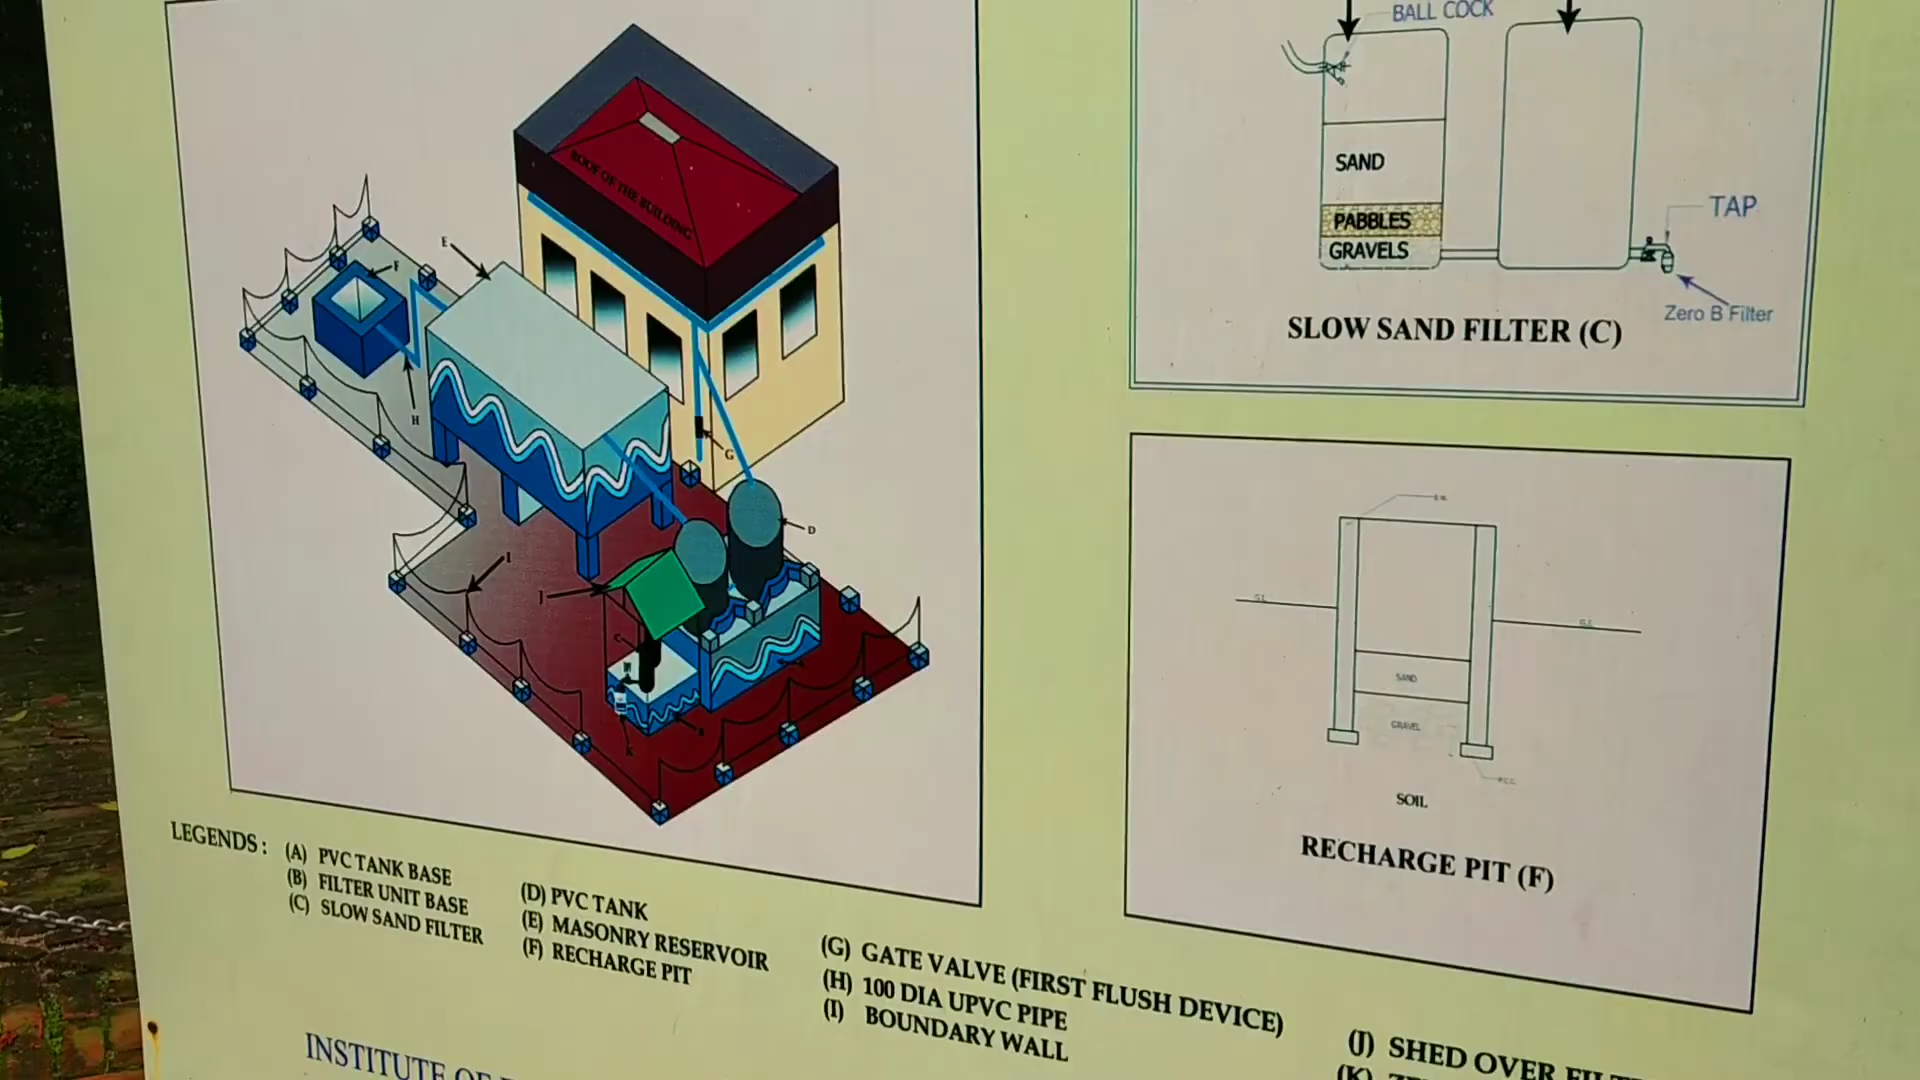 BALL COCK
SAND
PABBLES
GRAVELS
TAP
Zero B Filter
SLOW SAND FILTER (C)
ROOF OF THE BUILDING
E
F
H
G
D
I
J
C
B
K
G.L
G.L
SAND
GRAVEL
P.C.C.
SOIL
RECHARGE PIT (F)
LEGENDS :
(A) PVC TANK BASE
(B) FILTER UNIT BASE
(C) SLOW SAND FILTER
(D) PVC TANK
(E) MASONRY RESERVOIR
(F) RECHARGE PIT
(G) GATE VALVE (FIRST FLUSH DEVICE)
(H) 100 DIA UPVC PIPE
(I) BOUNDARY WALL
(J) SHED OVER
(K)
INSTITUTE OF